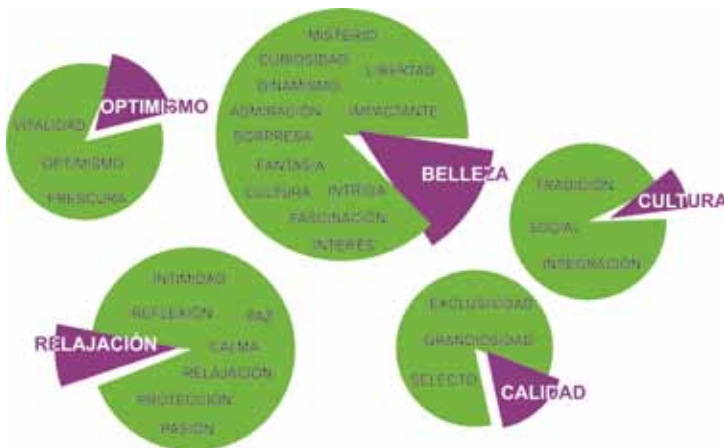 OPTIMISMO
VITALIDAD
OPTIMISMO
FRESCURA
MISTERIO
CURIOSIDAD
LIBERTAD
DINAMISMO
ADMIRACIÓN
IMPACTANTE
SORPRESA
FANTASIA
CULTURA
INTRIGA
FASCINACIÓN
INTERÉS
BELLEZA
TRADICIÓN
CULTURA
SOCIAL
INTEGRACIÓN
INTIMIDAD
REFLEXIÓN
PAZ
RELAJACIÓN
CALMA
RELAJACIÓN
PROTECCIÓN
PASIÓN
EXCLUSIVIDAD
GRANDIOSIDAD
SELECTO
CALIDAD